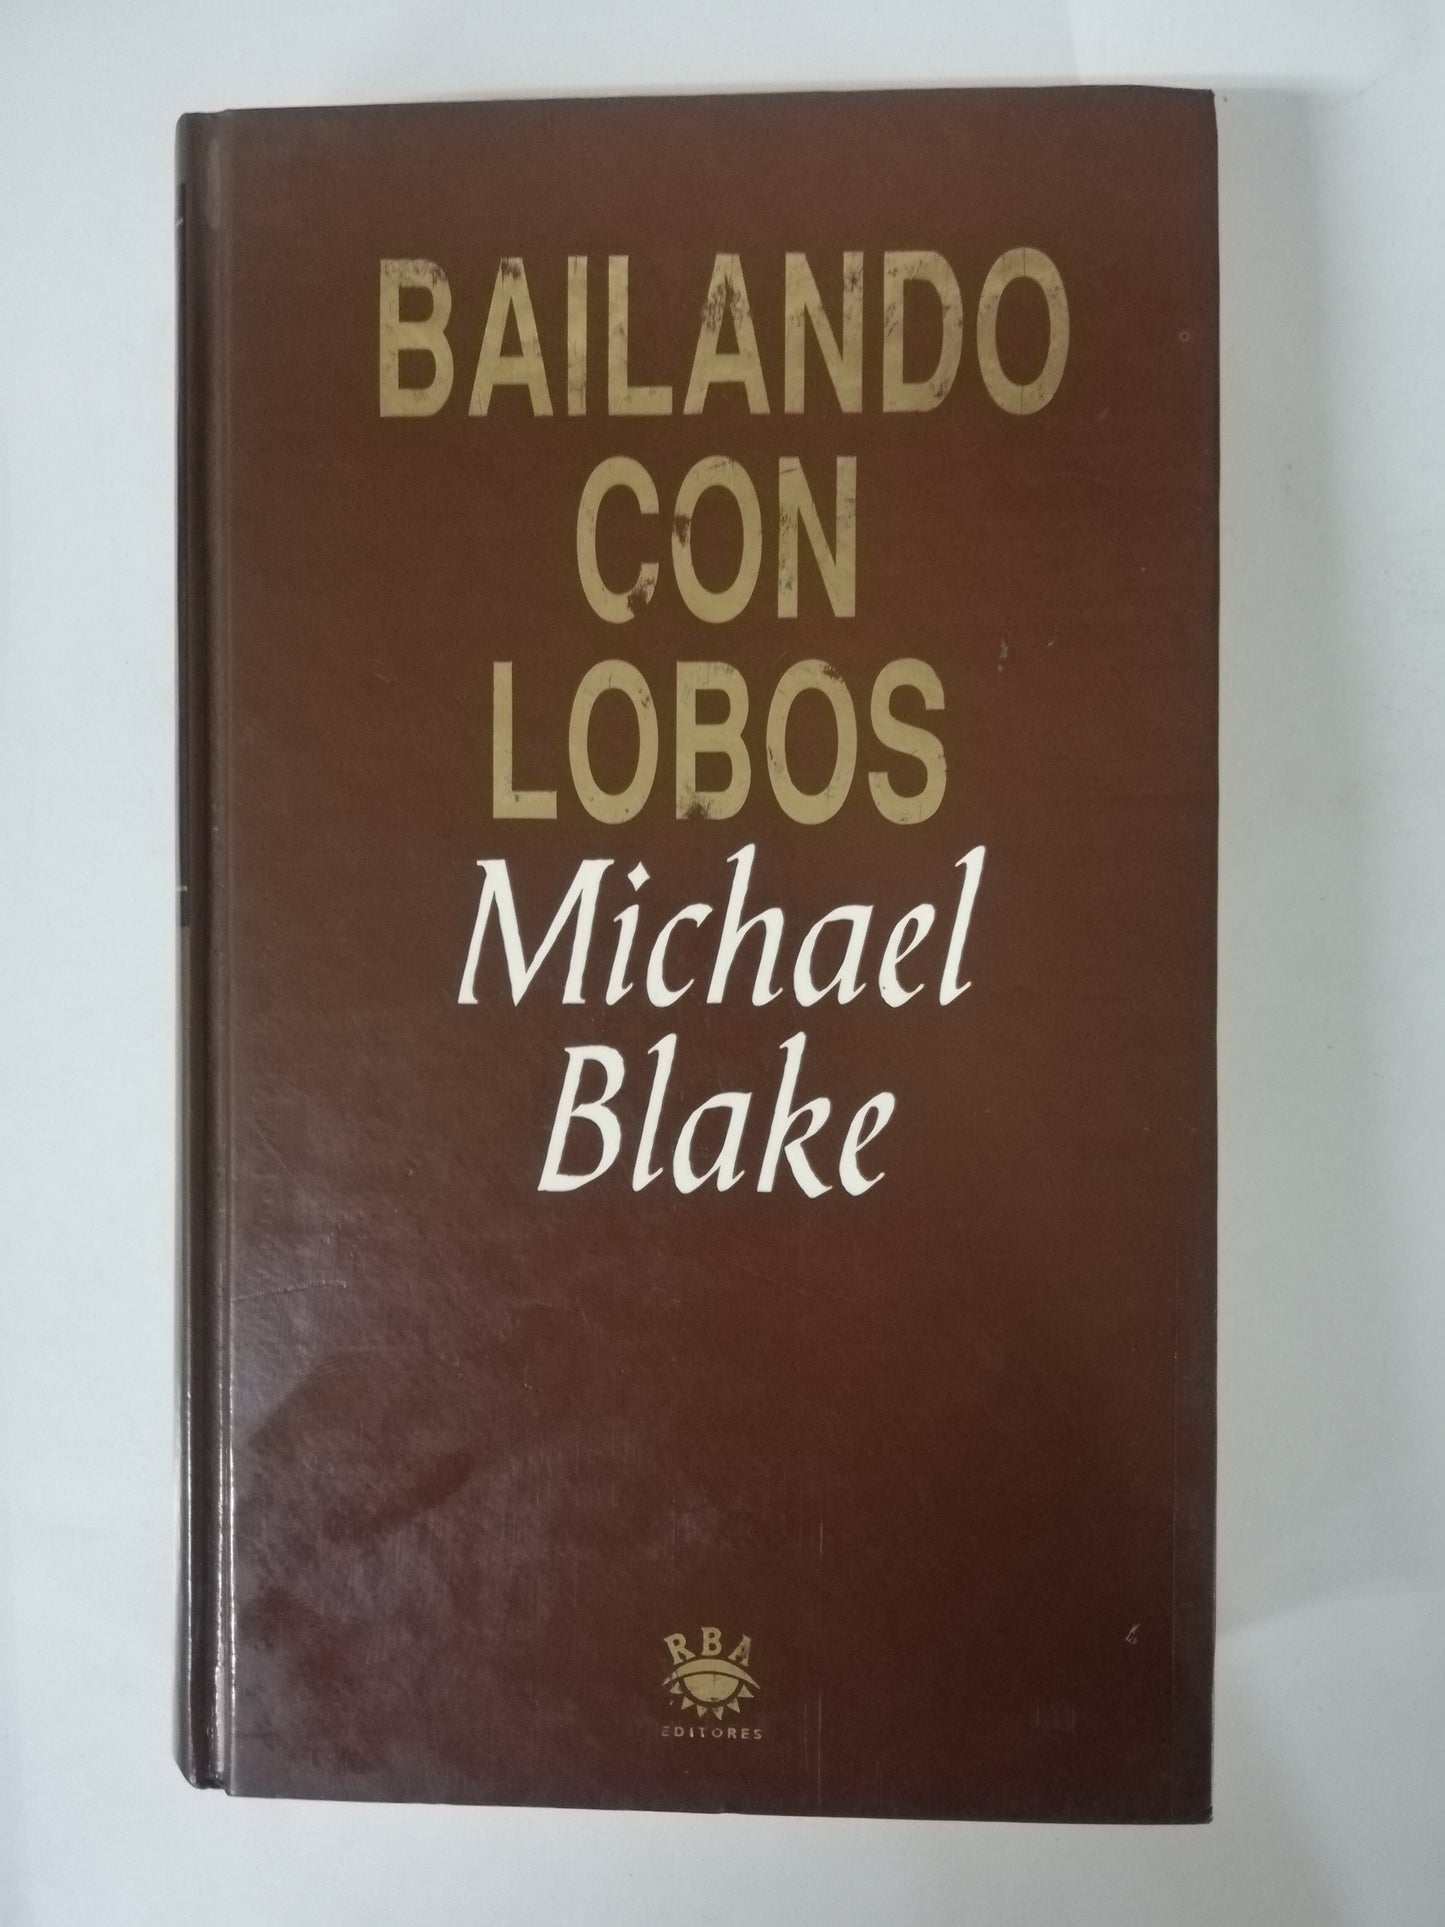 BAILANDO
CON
LOBOS
Michael
Blake
RBA
EDITORES